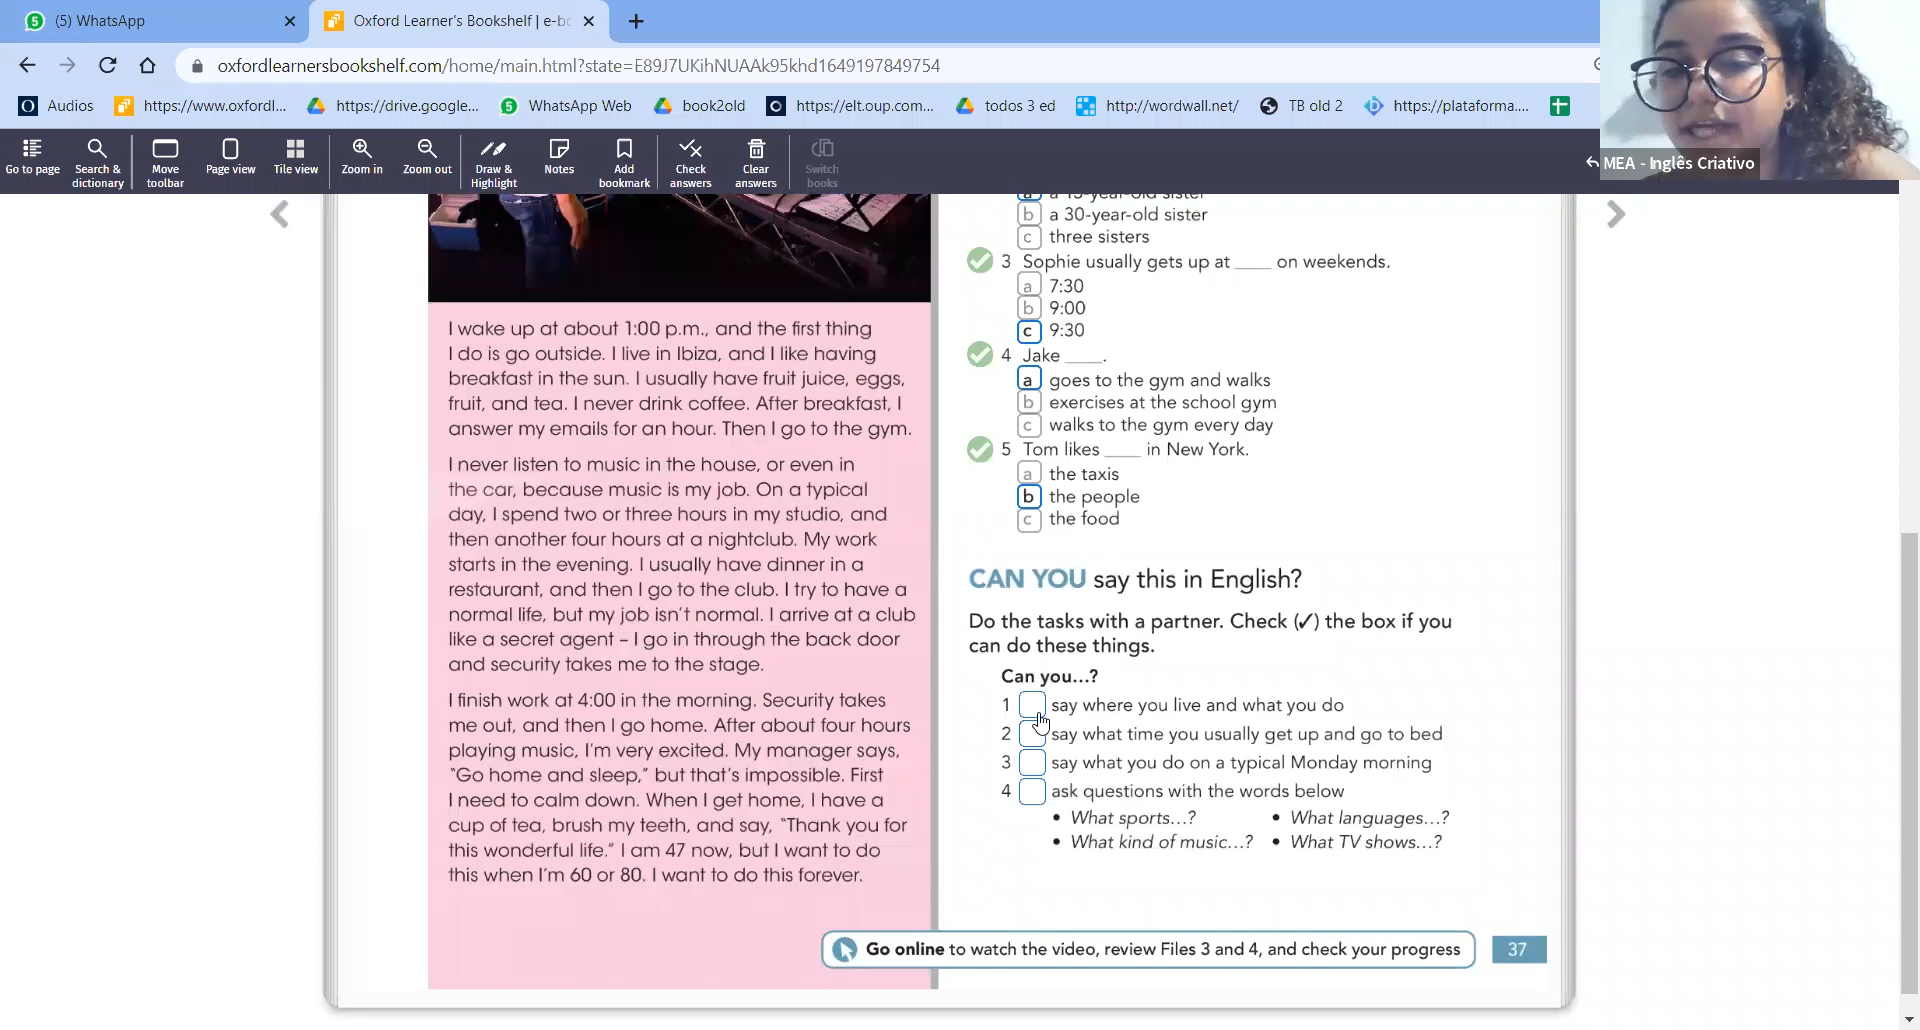 (5) WhatsApp
Oxford Learner's Bookshelf | e-bo
oxfordlearnersbookshelf.com/home/main.html?state=E89J7UKihNUAAk95khd1649197849754
Audios
https://www.oxfordl...
https://drive.google...
WhatsApp Web
book2old
https://elt.oup.com...
todos 3 ed
http://wordwall.net/
TB old 2
https://plataforma....
Go to page
Search & dictionary
Move toolbar
Page view
Tile view
Zoom in
Zoom out
Draw & Highlight
Notes
Add bookmark
Check answers
Clear answers
Switch books
MEA - Inglês Criativo
I wake up at about 1:00 p.m., and the first thing
I do is go outside. I live in Ibiza, and I like having
breakfast in the sun. I usually have fruit juice, eggs,
fruit, and tea. I never drink coffee. After breakfast, I
answer my emails for an hour. Then I go to the gym.
I never listen to music in the house, or even in
the car, because music is my job. On a typical
day, I spend two or three hours in my studio, and
then another four hours at a nightclub. My work
starts in the evening. I usually have dinner in a
restaurant, and then I go to the club. I try to have a
normal life, but my job isn't normal. I arrive at a club
like a secret agent – I go in through the back door
and security takes me to the stage.
I finish work at 4:00 in the morning. Security takes
me out, and then I go home. After about four hours
playing music, I'm very excited. My manager says,
"Go home and sleep," but that's impossible. First
I need to calm down. When I get home, I have a
cup of tea, brush my teeth, and say, "Thank you for
this wonderful life." I am 47 now, but I want to do
this when I'm 60 or 80. I want to do this forever.
a a 15-year-old sister
b a 30-year-old sister
c three sisters
3 Sophie usually gets up at ____ on weekends.
a 7:30
b 9:00
c 9:30
4 Jake ____.
a goes to the gym and walks
b exercises at the school gym
c walks to the gym every day
5 Tom likes ____ in New York.
a the taxis
b the people
c the food
CAN YOU say this in English?
Do the tasks with a partner. Check (✓) the box if you
can do these things.
Can you...?
1 say where you live and what you do
2 say what time you usually get up and go to bed
3 say what you do on a typical Monday morning
4 ask questions with the words below
• What sports...? • What languages...?
• What kind of music...? • What TV shows...?
Go online to watch the video, review Files 3 and 4, and check your progress
37